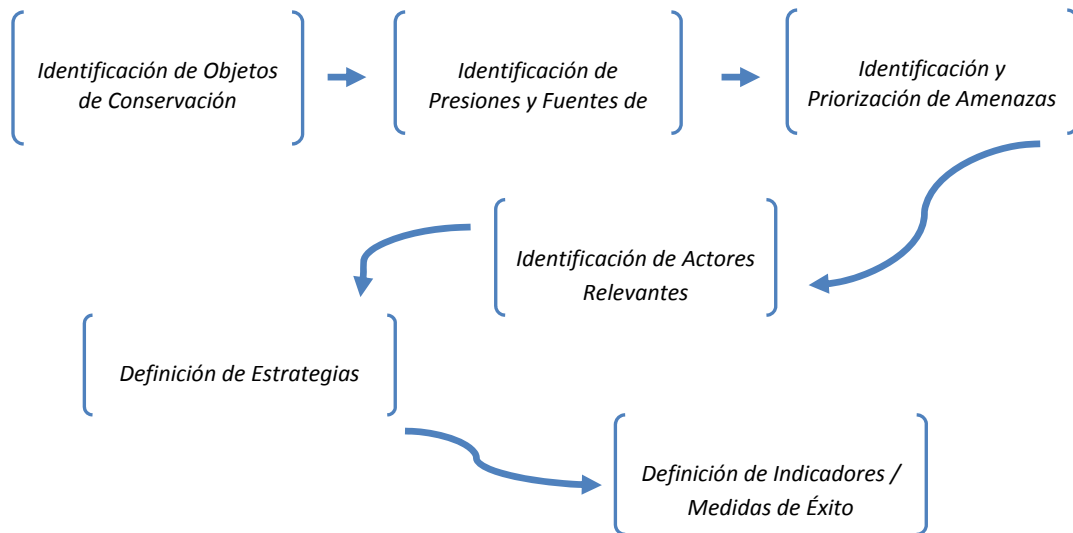 Identificación de Objetos
de Conservación
Identificación de
Presiones y Fuentes de
Identificación y
Priorización de Amenazas
Identificación de Actores
Relevantes
Definición de Estrategias
Definición de Indicadores /
Medidas de Éxito